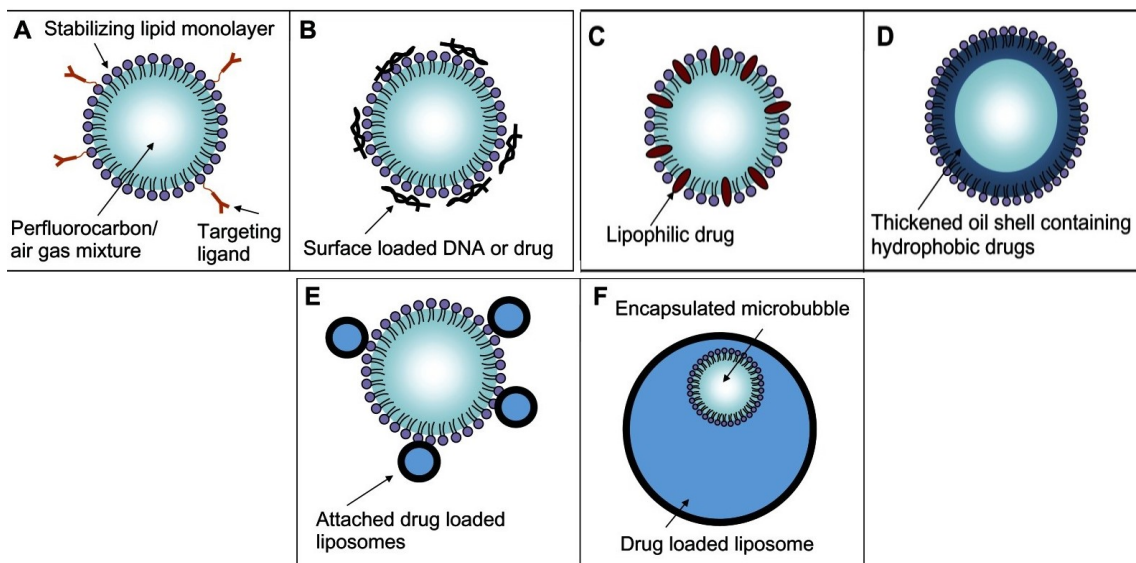 A
Stabilizing lipid monolayer
Perfluorocarbon/
air gas mixture
Targeting
ligand
B
Surface loaded DNA or drug
C
Lipophilic drug
D
Thickened oil shell containing
hydrophobic drugs
E
Attached drug loaded
liposomes
F
Encapsulated microbubble
Drug loaded liposome